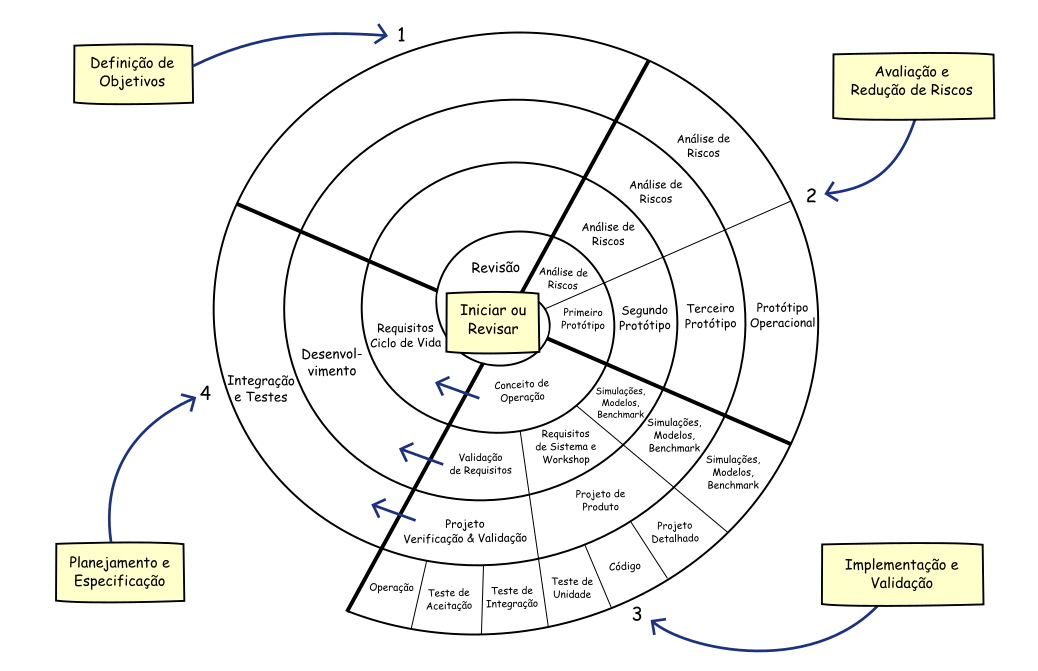 Definição de
Objetivos
1
Avaliação e
Redução de Riscos
2
Análise de
Riscos
Análise de
Riscos
Análise de
Riscos
Análise de
Riscos
Revisão
Iniciar ou
Revisar
Primeiro
Protótipo
Segundo
Protótipo
Terceiro
Protótipo
Protótipo
Operacional
Requisitos
Ciclo de Vida
Desenvol-
vimento
Integração
e Testes
4
Conceito de
Operação
Simulações,
Modelos,
Benchmark
Simulações,
Modelos,
Benchmark
Simulações,
Modelos,
Benchmark
Validação
de Requisitos
Requisitos
de Sistema e
Workshop
Projeto
Verificação & Validação
Projeto de
Produto
Projeto
Detalhado
Operação
Teste de
Aceitação
Teste de
Integração
Teste de
Unidade
Código
3
Planejamento e
Especificação
Implementação e
Validação